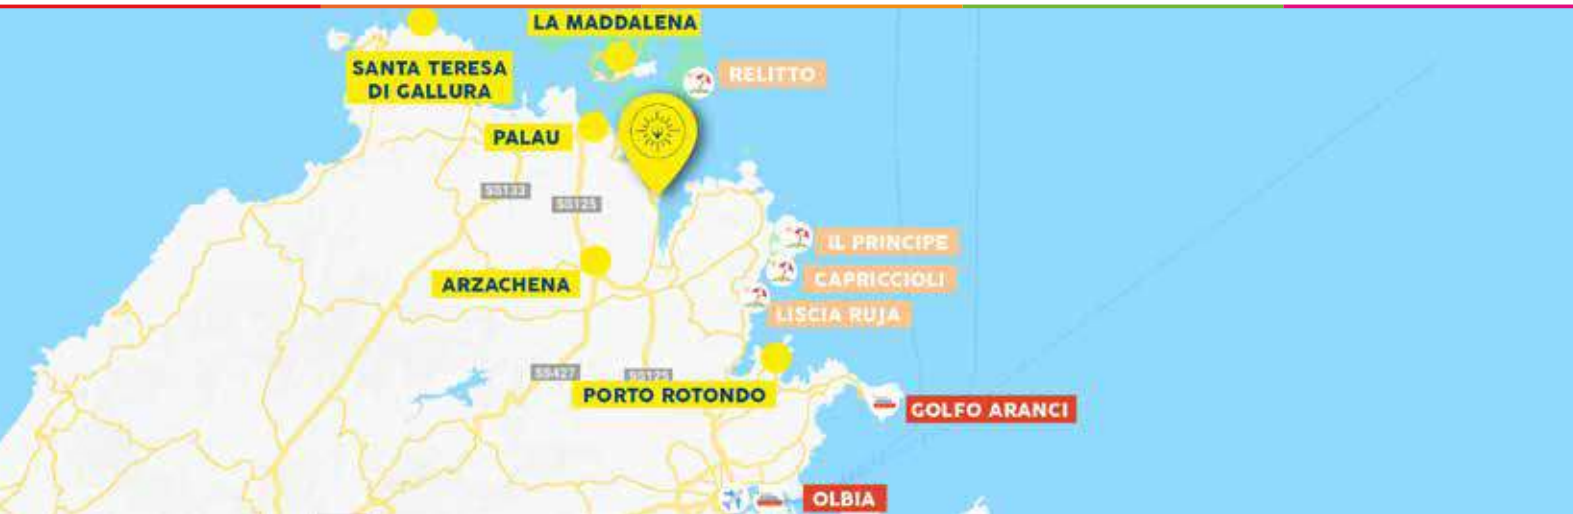 LA MADDALENA
SANTA TERESA
DI GALLURA
RELITTO
PALAU
SS133
SS125
IL PRINCIPE
CAPRICCIOLI
ARZACHENA
LISCIA RUJA
SS427
SS125
PORTO ROTONDO
GOLFO ARANCI
OLBIA